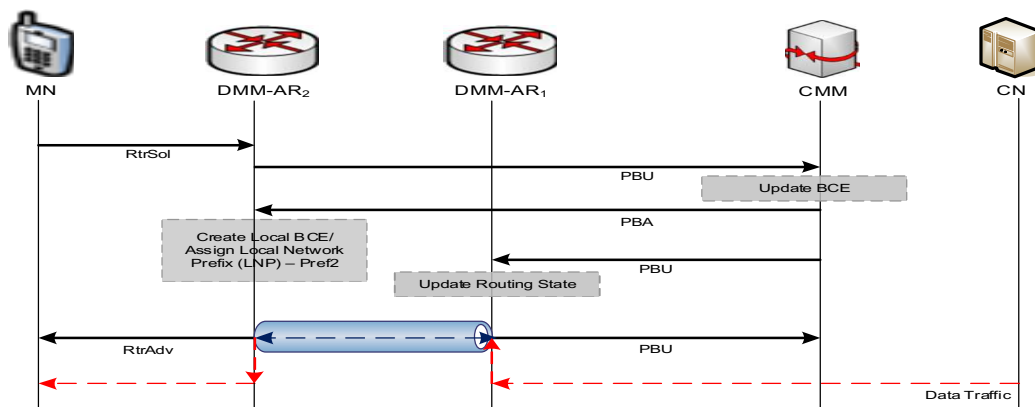 MN
DMM-AR2
DMM-AR1
CMM
CN
RtrSol
PBU
Update BCE
PBA
Create Local BCE/
Assign Local Network
Prefix (LNP) – Pref2
PBU
Update Routing State
RtrAdv
PBU
Data Traffic